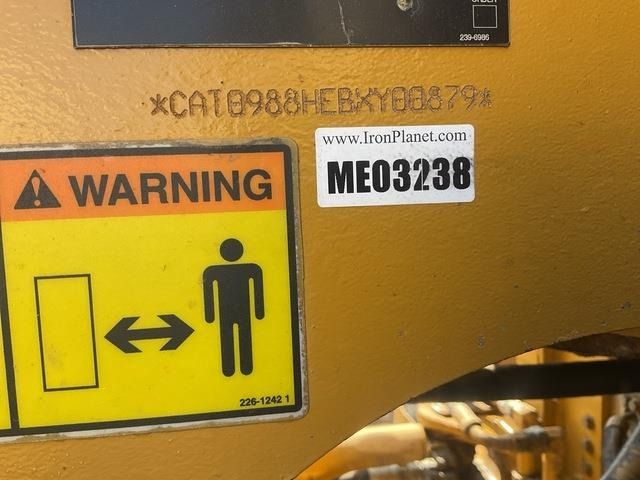 239-6986
*CAT0988HEBXY00879*
www.IronPlanet.com
ME03238
WARNING
226-1242 1